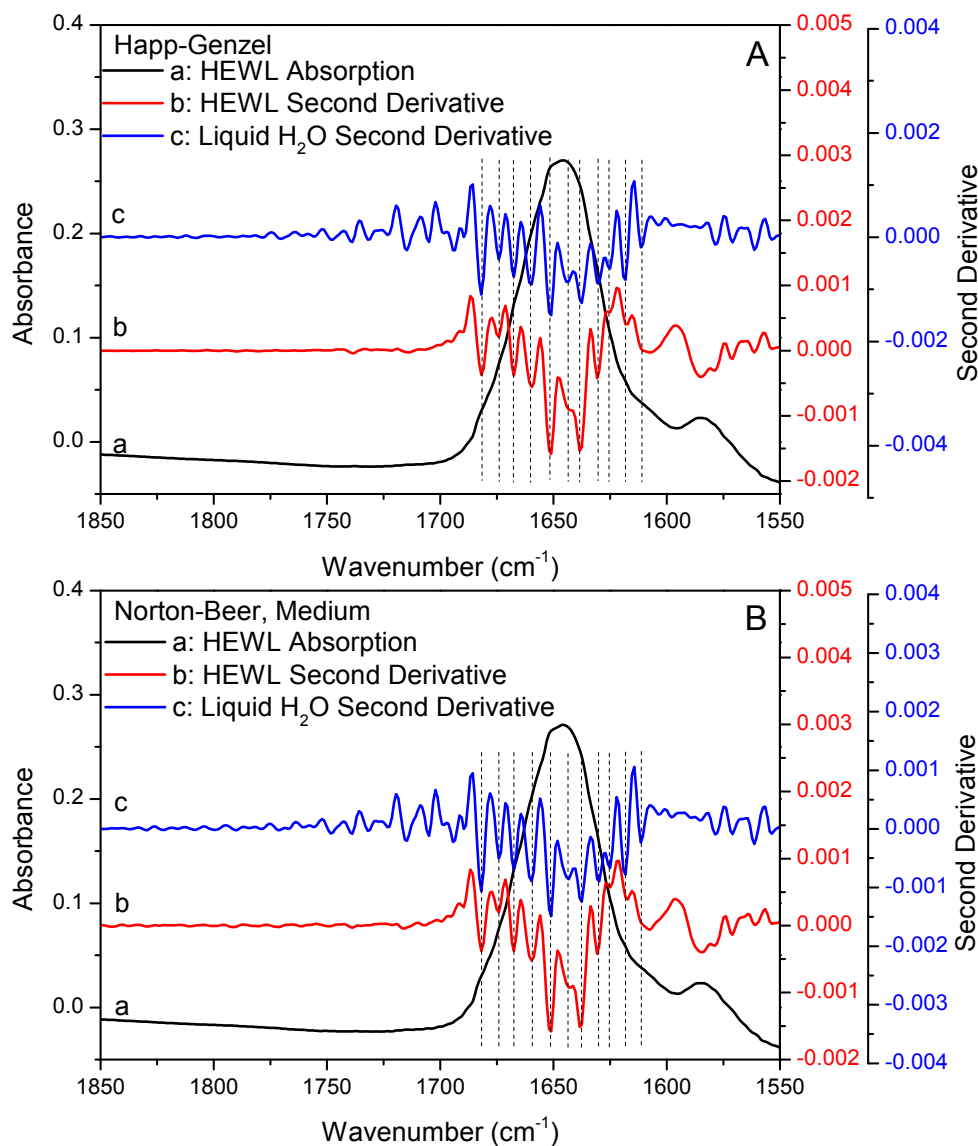 Happ-Genzel
A
a: HEWL Absorption
b: HEWL Second Derivative
c: Liquid H₂O Second Derivative
c
b
a
Absorbance
0.4
0.3
0.2
0.1
0.0
0.005
0.004
0.003
0.002
0.001
0.000
-0.001
-0.002
0.004
0.002
0.000
-0.002
-0.004
Second Derivative
1850 1800 1750 1700 1650 1600 1550
Wavenumber (cm⁻¹)
Norton-Beer, Medium
B
a: HEWL Absorption
b: HEWL Second Derivative
c: Liquid H₂O Second Derivative
c
b
a
Absorbance
0.4
0.3
0.2
0.1
0.0
0.005
0.004
0.003
0.002
0.001
0.000
-0.001
-0.002
0.004
0.003
0.002
0.001
0.000
-0.001
-0.002
-0.003
-0.004
Second Derivative
1850 1800 1750 1700 1650 1600 1550
Wavenumber (cm⁻¹)